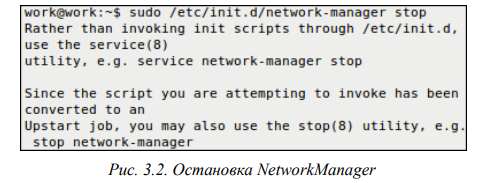 work@work:~$ sudo /etc/init.d/network-manager stop
Rather than invoking init scripts through /etc/init.d,
use the service(8)
utility, e.g. service network-manager stop

Since the script you are attempting to invoke has been
converted to an
Upstart job, you may also use the stop(8) utility, e.g.
 stop network-manager
Рис. 3.2. Остановка NetworkManager